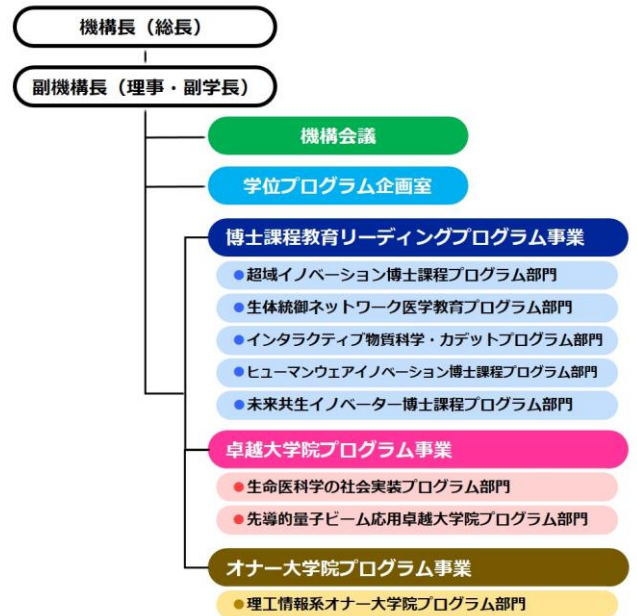 機構長（総長）
副機構長（理事・副学長）
機構会議
学位プログラム企画室
博士課程教育リーディングプログラム事業
●超域イノベーション博士課程プログラム部門
●生体統御ネットワーク医学教育プログラム部門
●インタラクティブ物質科学・カデットプログラム部門
●ヒューマンウェアイノベーション博士課程プログラム部門
●未来共生イノベーター博士課程プログラム部門
卓越大学院プログラム事業
●生命医科学の社会実装プログラム部門
●先導的量子ビーム応用卓越大学院プログラム部門
オナー大学院プログラム事業
●理工情報系オナー大学院プログラム部門